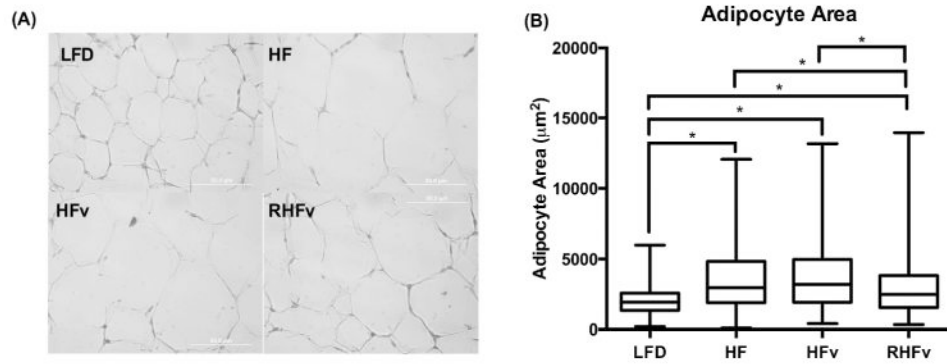 (A)
LFD
HF
HFv
RHFv
(B)
Adipocyte Area
Adipocyte Area (μm²)
20000
15000
10000
5000
0
*
*
*
*
*
LFD
HF
HFv
RHFv